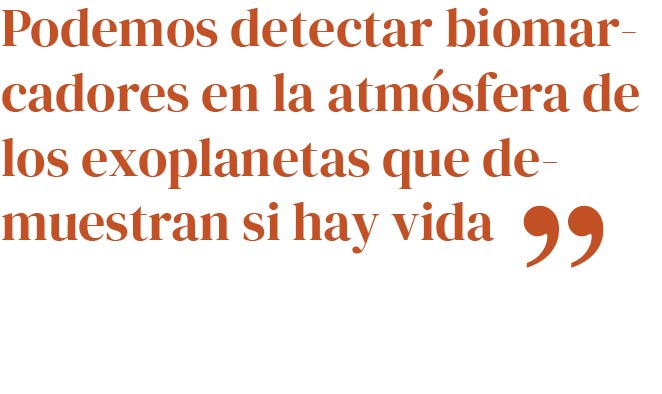 Podemos detectar biomar-
cadores en la atmósfera de
los exoplanetas que de-
muestran si hay vida ”